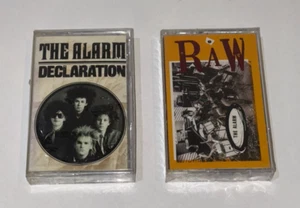 THE ALARM
DECLARATION
RAW
THE ALARM